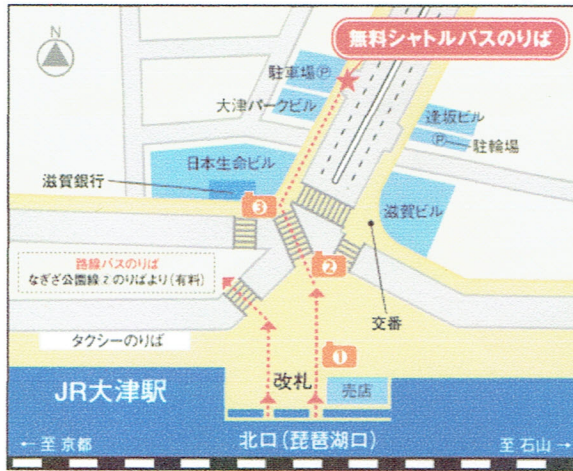 N
無料シャトルバスのりば
駐車場Ⓟ
大津パークビル
逢坂ビル
Ⓟ
駐輪場
日本生命ビル
滋賀銀行
❸
滋賀ビル
路線バスのりば
なぎさ公園線2のりばより(有料)
❷
交番
タクシーのりば
❶
改札
売店
JR大津駅
北口(琵琶湖口)
← 至 京都
至 石山 →